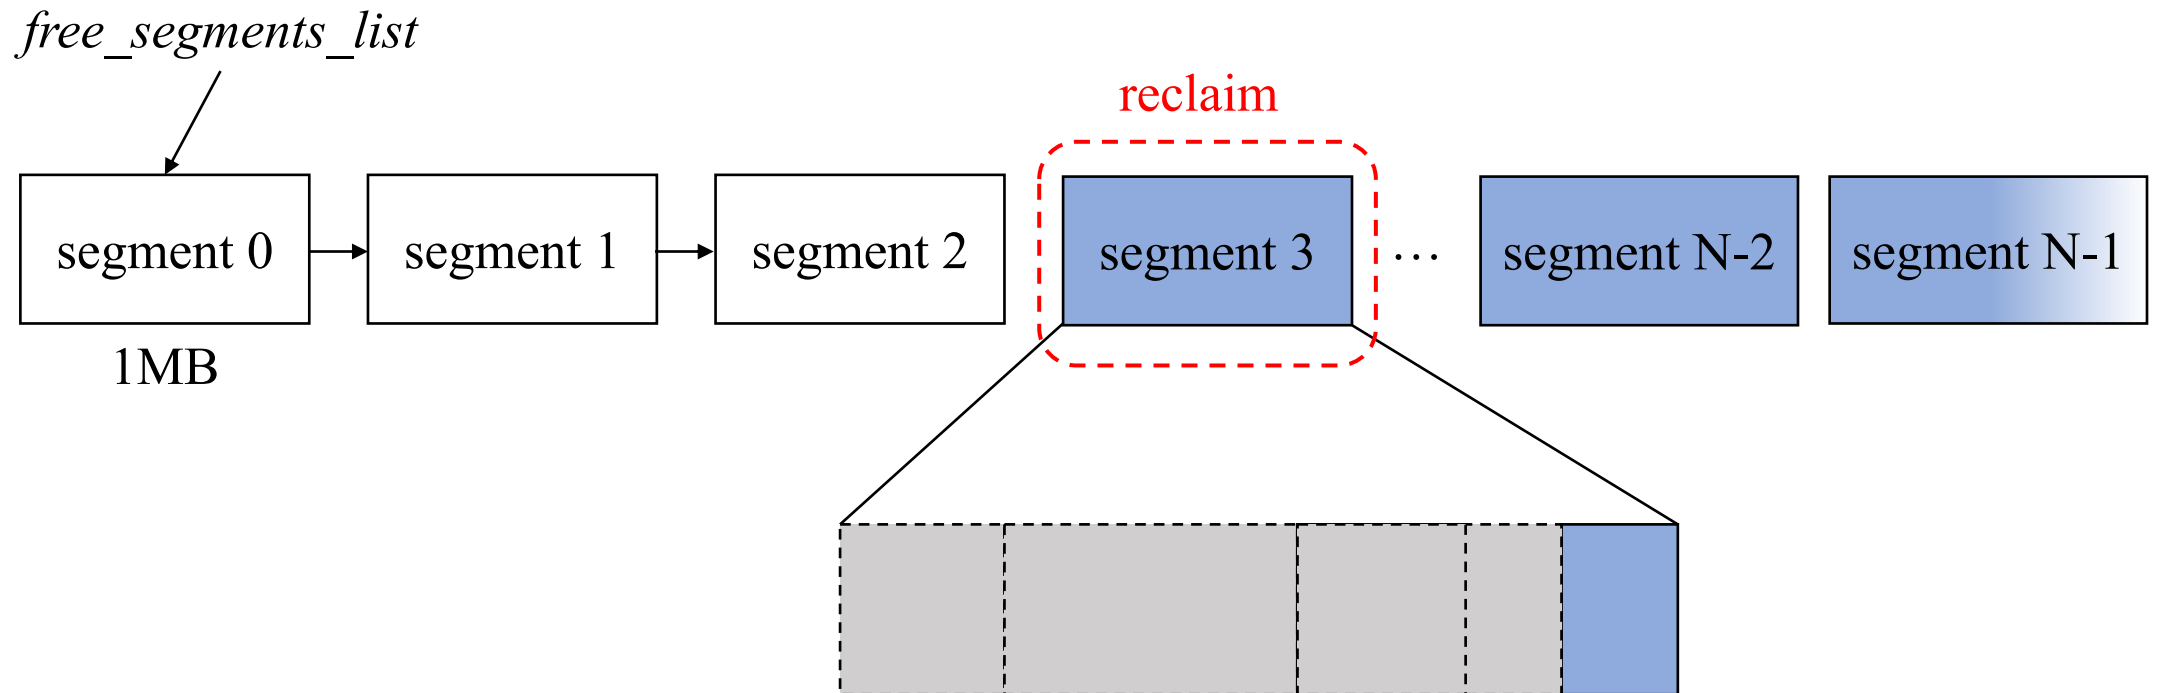 free_segments_list
reclaim
segment 0
segment 1
segment 2
segment 3
...
segment N-2
segment N-1
1MB